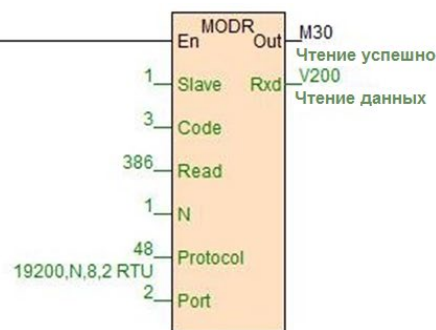 MODR
En Out M30
Чтение успешно
1 Slave Rxd V200
Чтение данных
3 Code
386 Read
1 N
48 Protocol
19200,N,8,2 RTU
2 Port